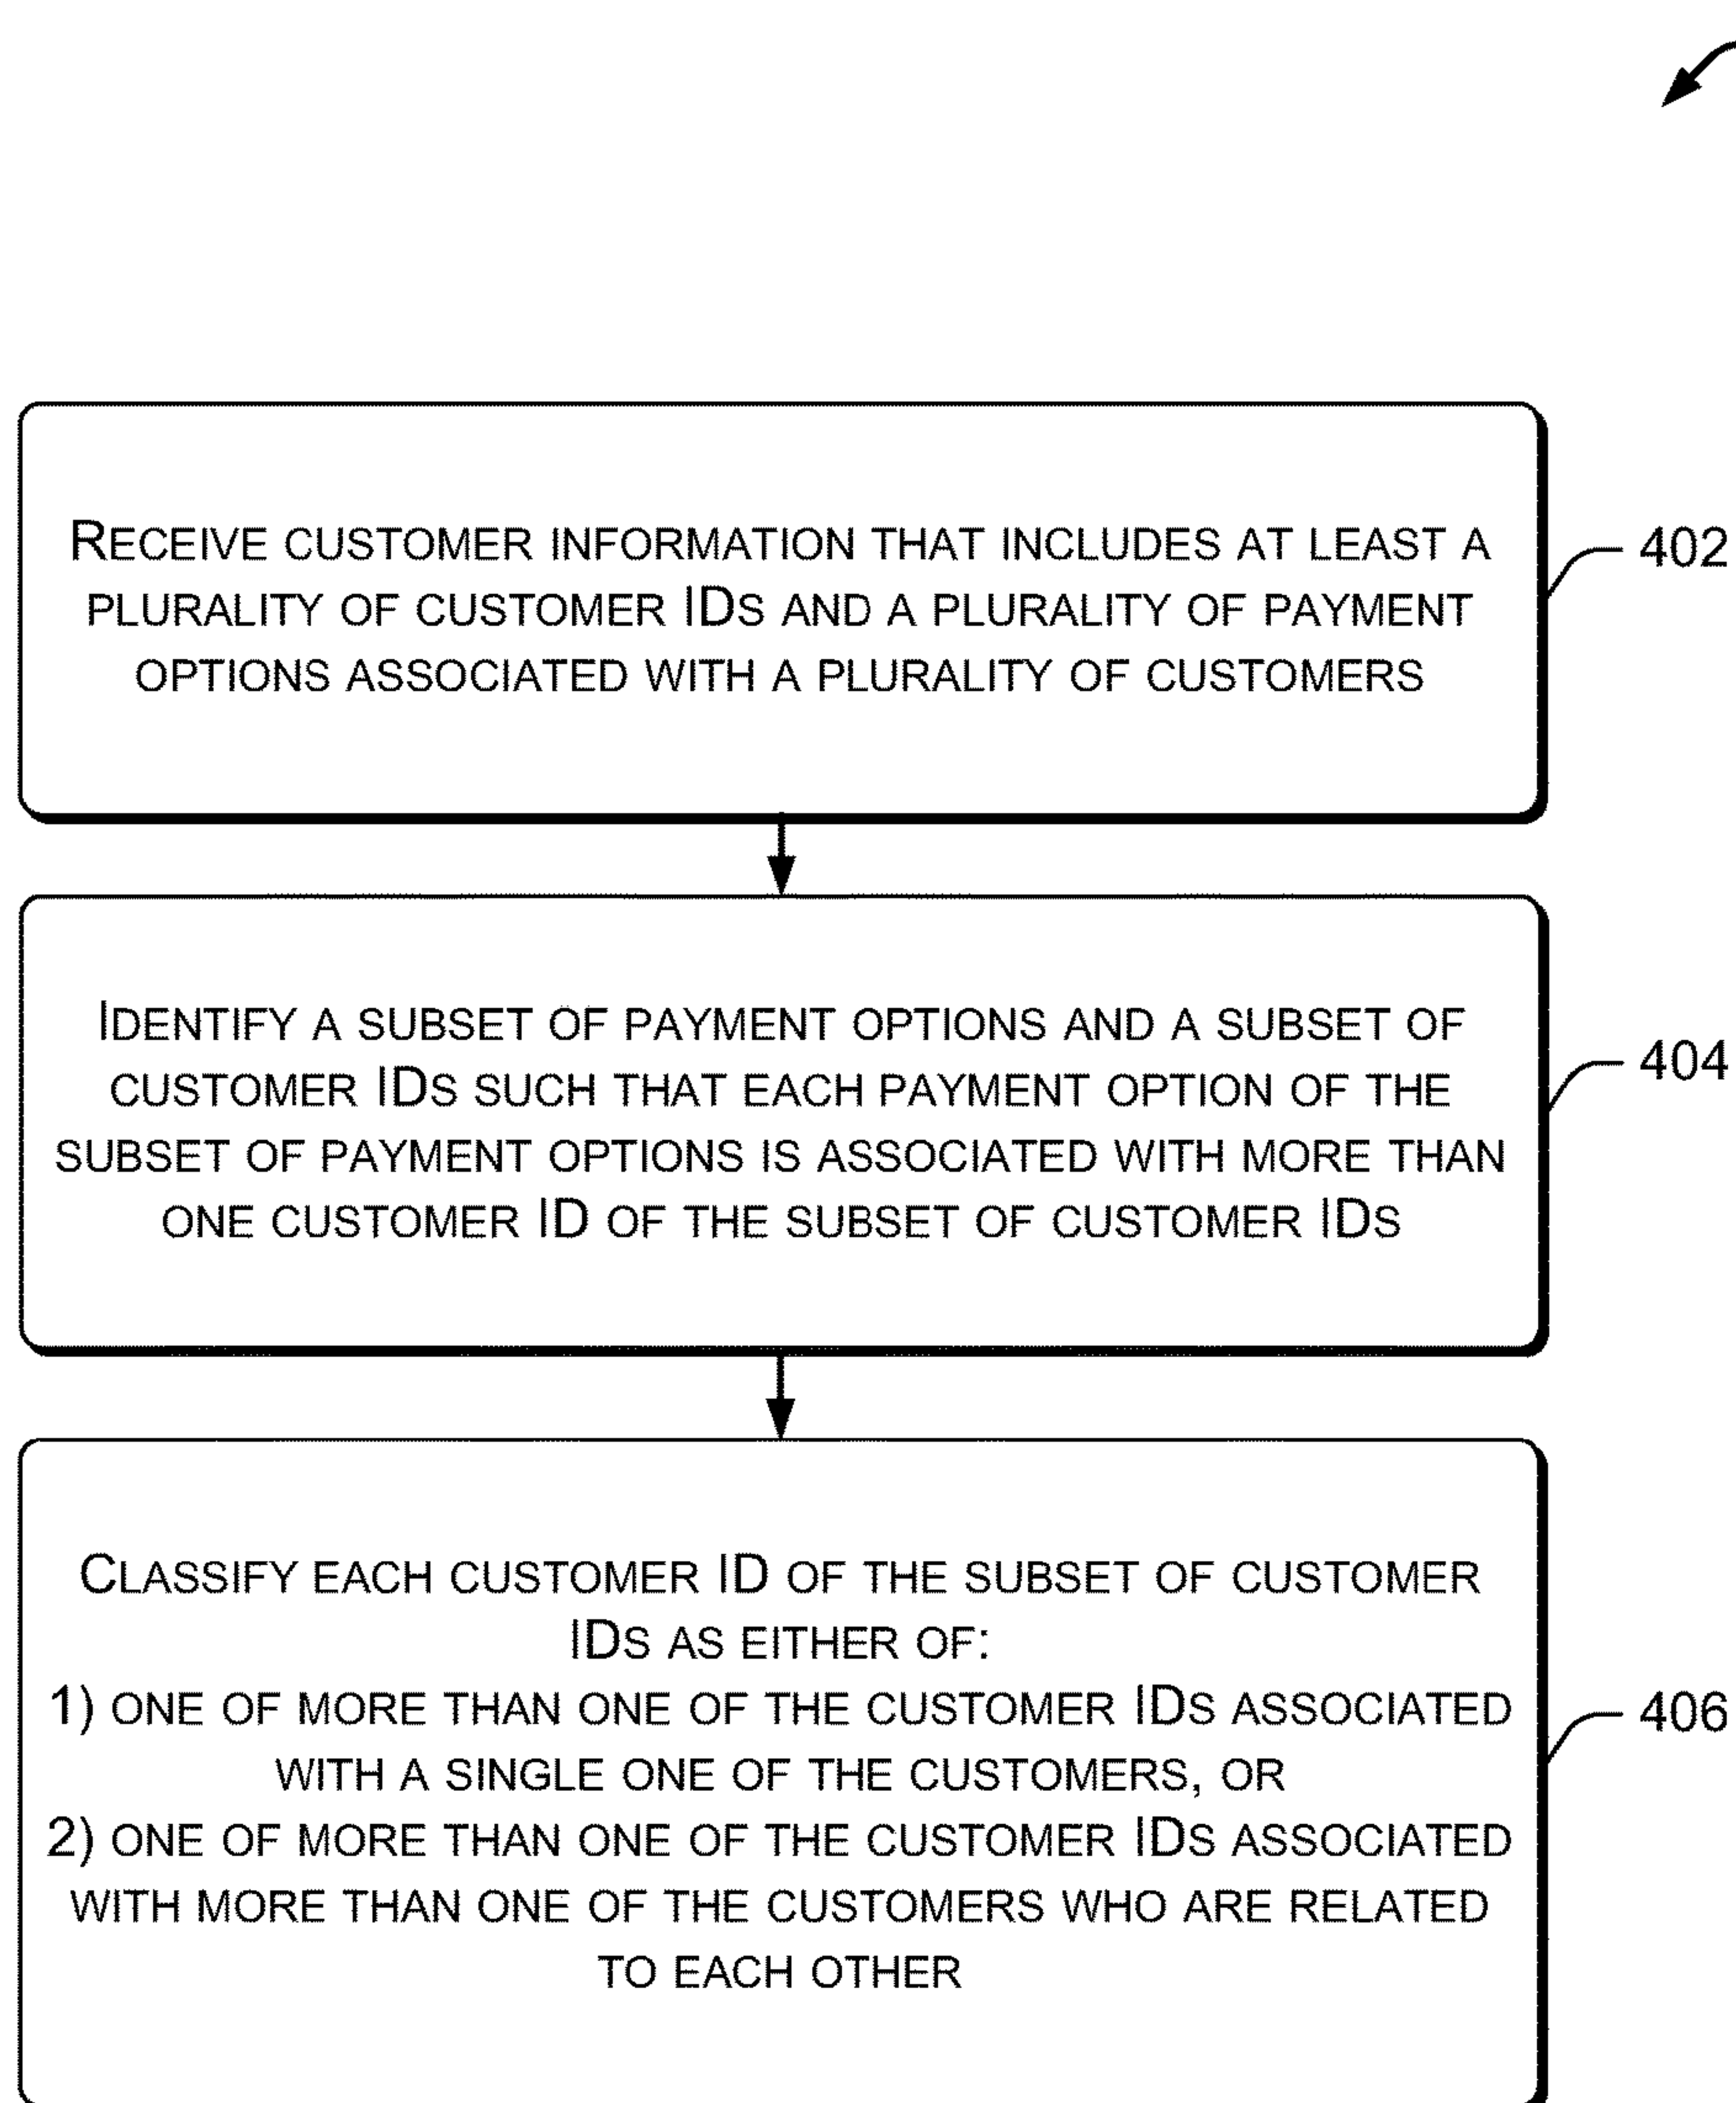 RECEIVE CUSTOMER INFORMATION THAT INCLUDES AT LEAST A
PLURALITY OF CUSTOMER IDS AND A PLURALITY OF PAYMENT
OPTIONS ASSOCIATED WITH A PLURALITY OF CUSTOMERS
402
IDENTIFY A SUBSET OF PAYMENT OPTIONS AND A SUBSET OF
CUSTOMER IDS SUCH THAT EACH PAYMENT OPTION OF THE
SUBSET OF PAYMENT OPTIONS IS ASSOCIATED WITH MORE THAN
ONE CUSTOMER ID OF THE SUBSET OF CUSTOMER IDS
404
CLASSIFY EACH CUSTOMER ID OF THE SUBSET OF CUSTOMER
IDS AS EITHER OF:
1) ONE OF MORE THAN ONE OF THE CUSTOMER IDS ASSOCIATED
WITH A SINGLE ONE OF THE CUSTOMERS, OR
2) ONE OF MORE THAN ONE OF THE CUSTOMER IDS ASSOCIATED
WITH MORE THAN ONE OF THE CUSTOMERS WHO ARE RELATED
TO EACH OTHER
406